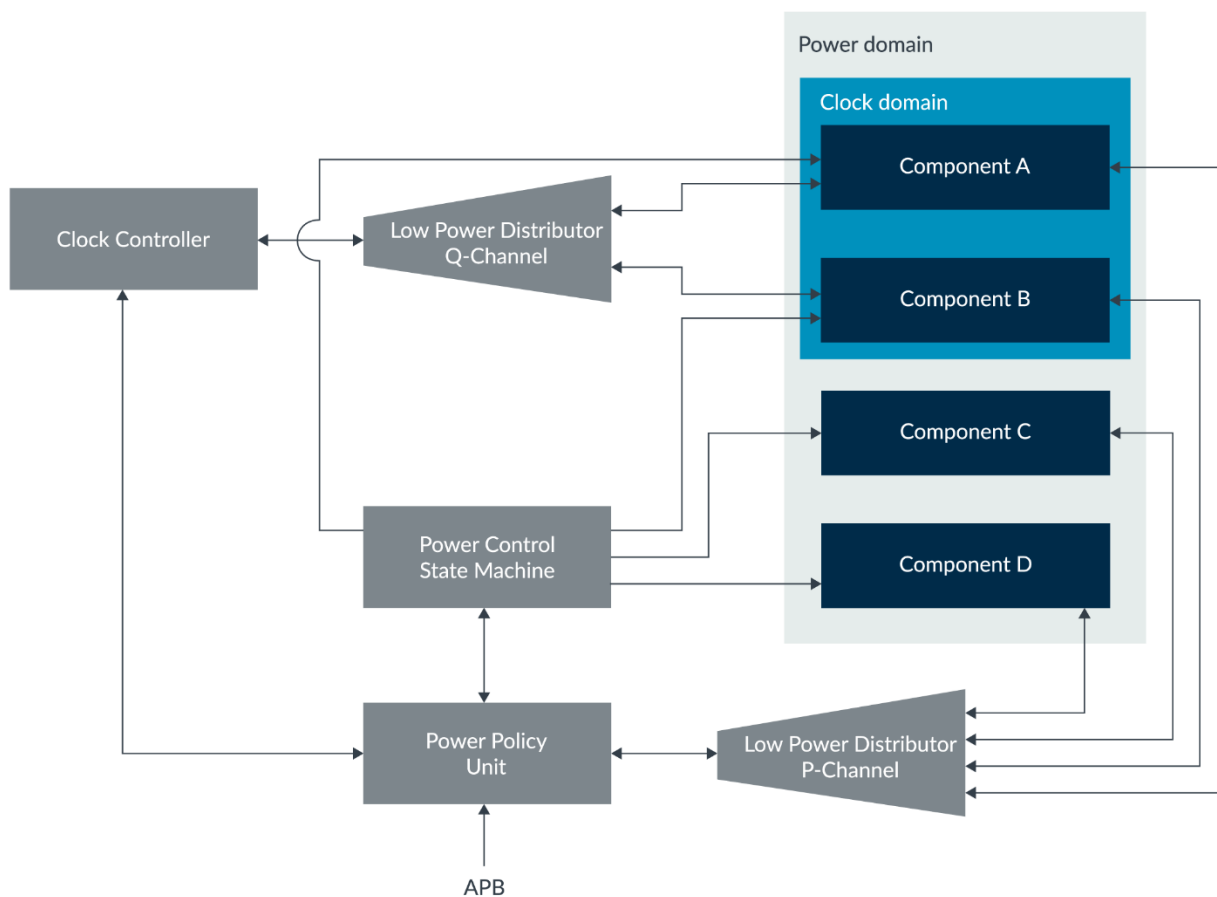 Power domain
Clock domain
Component A
Clock Controller
Low Power Distributor
Q-Channel
Component B
Component C
Power Control
State Machine
Component D
Power Policy
Unit
Low Power Distributor
P-Channel
APB